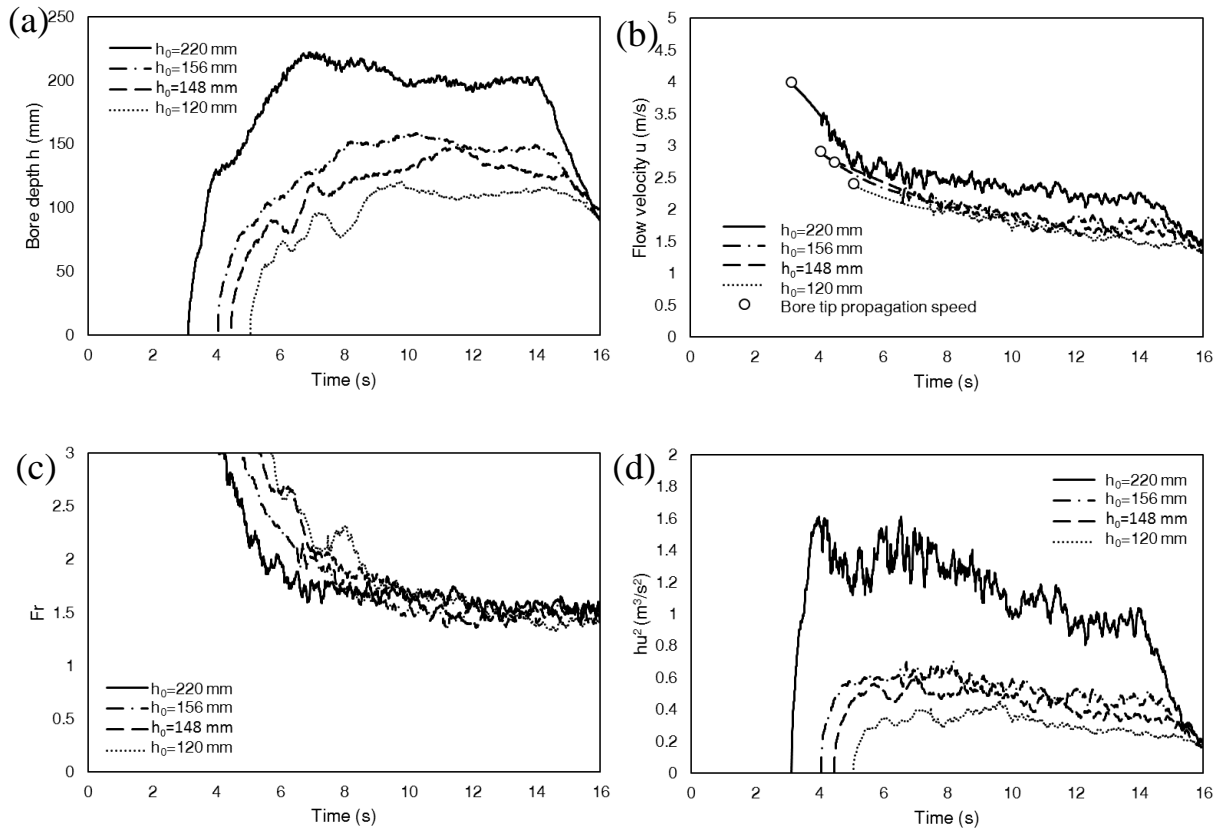 (a)
250
200
150
100
50
0
Bore depth h (mm)
h₀=220 mm
h₀=156 mm
h₀=148 mm
h₀=120 mm
0 2 4 6 8 10 12 14 16
Time (s)
(b)
5
4.5
4
3.5
3
2.5
2
1.5
1
0.5
0
Flow velocity u (m/s)
h₀=220 mm
h₀=156 mm
h₀=148 mm
h₀=120 mm
Bore tip propagation speed
0 2 4 6 8 10 12 14 16
Time (s)
(c)
3
2.5
2
1.5
1
0.5
0
Fr
h₀=220 mm
h₀=156 mm
h₀=148 mm
h₀=120 mm
0 2 4 6 8 10 12 14 16
Time (s)
(d)
2
1.8
1.6
1.4
1.2
1
0.8
0.6
0.4
0.2
0
hu² (m³/s²)
h₀=220 mm
h₀=156 mm
h₀=148 mm
h₀=120 mm
0 2 4 6 8 10 12 14 16
Time (s)